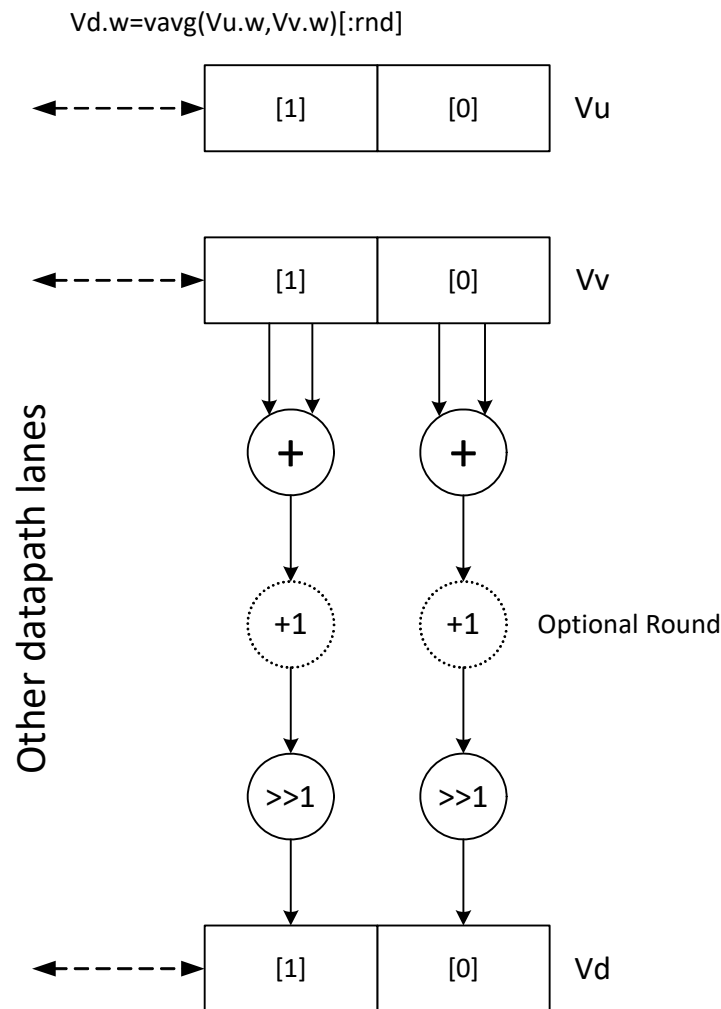 Vd.w=vavg(Vu.w,Vv.w)[:rnd]
[1] [0] Vu
[1] [0] Vv
Other datapath lanes
+ +
+1 +1 Optional Round
>>1 >>1
[1] [0] Vd